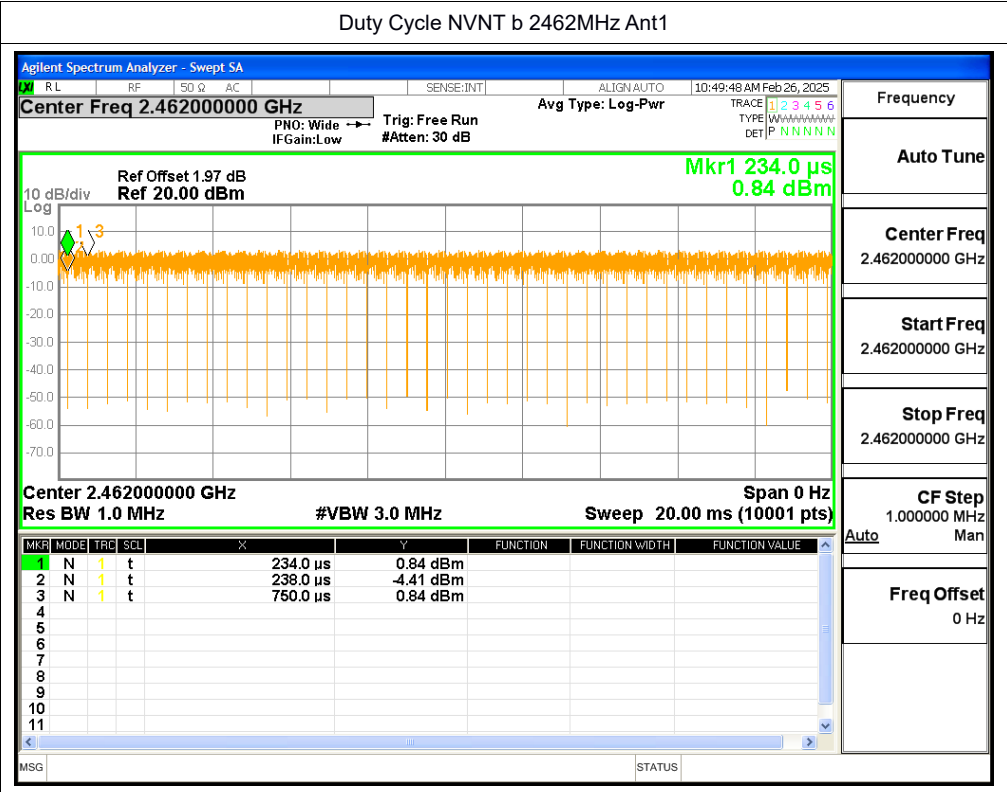 Duty Cycle NVNT b 2462MHz Ant1
Agilent Spectrum Analyzer - Swept SA
LXI RL RF 50 Ω AC SENSE:INT ALIGN AUTO 10:49:48 AM Feb 26, 2025
Center Freq 2.462000000 GHz
Avg Type: Log-Pwr
TRACE 1 2 3 4 5 6
PNO: Wide
Trig: Free Run
TYPE WWWWWW
IFGain:Low
#Atten: 30 dB
DET P N N N N N
Ref Offset 1.97 dB
Mkr1 234.0 µs
10 dB/div Ref 20.00 dBm
0.84 dBm
Log
10.0
1 3
0.00
-10.0
-20.0
-30.0
-40.0
-50.0
-60.0
-70.0
Center 2.462000000 GHz Span 0 Hz
Res BW 1.0 MHz #VBW 3.0 MHz Sweep 20.00 ms (10001 pts)
MKR MODE TRC SCL X Y FUNCTION FUNCTION WIDTH FUNCTION VALUE
1 N 1 t 234.0 µs 0.84 dBm
2 N 1 t 238.0 µs -4.41 dBm
3 N 1 t 750.0 µs 0.84 dBm
4
5
6
7
8
9
10
11
MSG STATUS
Frequency
Auto Tune
Center Freq
2.462000000 GHz
Start Freq
2.462000000 GHz
Stop Freq
2.462000000 GHz
CF Step
1.000000 MHz
Auto Man
Freq Offset
0 Hz